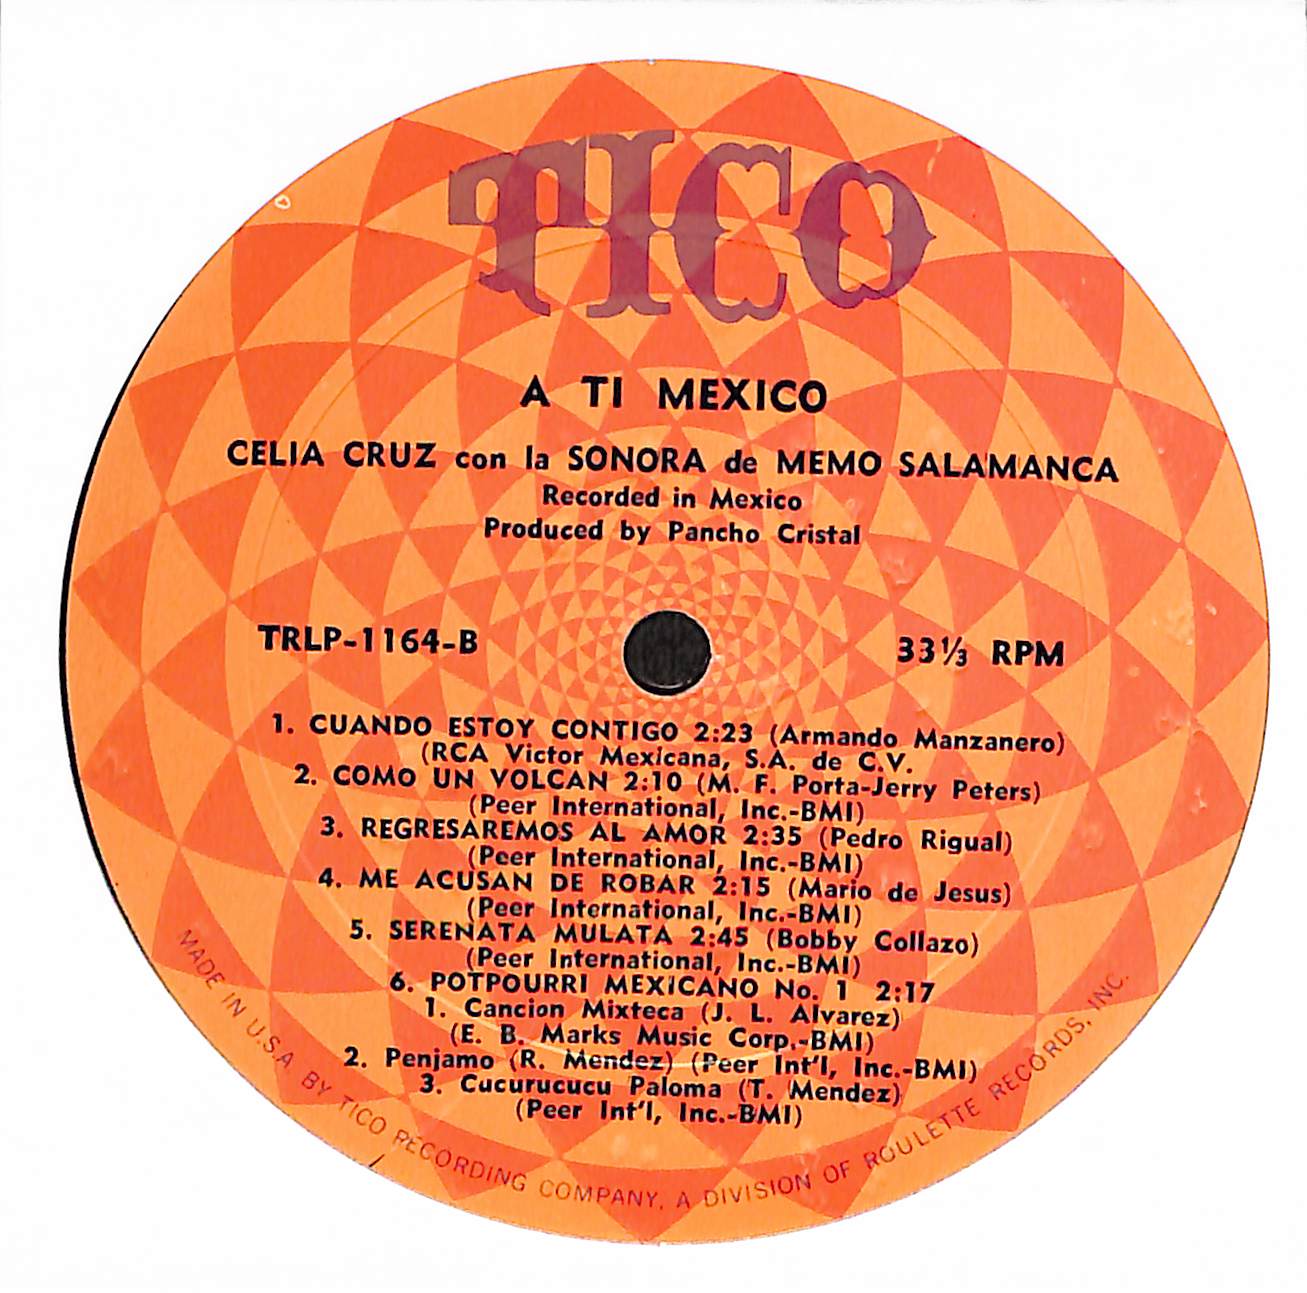 TICO
A TI MEXICO
CELIA CRUZ con la SONORA de MEMO SALAMANCA
Recorded in Mexico
Produced by Pancho Cristal
TRLP-1164-B
33⅓ RPM
1. CUANDO ESTOY CONTIGO 2:23 (Armando Manzanero)
(RCA Victor Mexicana, S.A. de C.V.
2. COMO UN VOLCAN 2:10 (M. F. Porta-Jerry Peters)
(Peer International, Inc.-BMI)
3. REGRESAREMOS AL AMOR 2:35 (Pedro Rigual)
(Peer International, Inc.-BMI)
4. ME ACUSAN DE ROBAR 2:15 (Mario de Jesus)
(Peer International, Inc.-BMI)
5. SERENATA MULATA 2:45 (Bobby Collazo)
(Peer International, Inc.-BMI)
6. POTPOURRI MEXICANO No. 1 2:17
1. Cancion Mixteca (J. L. Alvarez)
(E. B. Marks Music Corp.-BMI)
2. Penjamo (R. Mendez) (Peer Int'l, Inc.-BMI)
3. Cucurucucu Paloma (T. Mendez)
(Peer Int'l, Inc.-BMI)
MADE IN U.S.A BY TICO RECORDING COMPANY, A DIVISION OF ROULETTE RECORDS, INC.